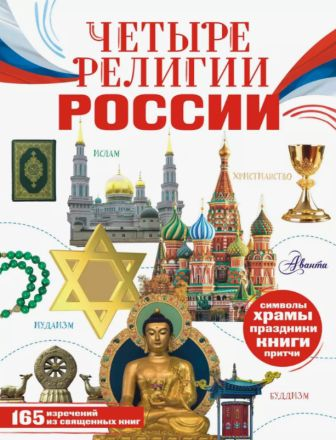 ЧЕТЫРЕ
РЕЛИГИИ
РОССИИ
ИСЛАМ
ХРИСТИАНСТВО
Аванта
ИУДАИЗМ
символы
храмы
праздники
книги
притчи
БУДДИЗМ
165 изречений
из священных книг